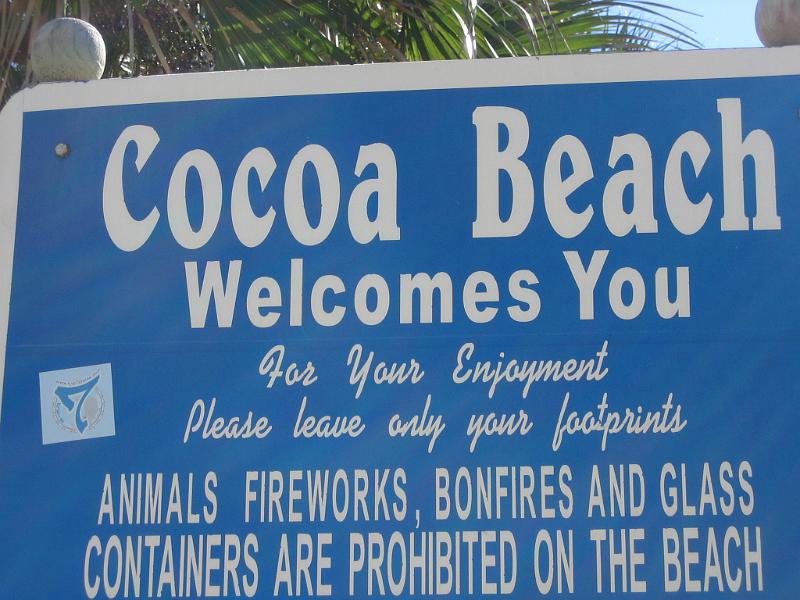 Cocoa Beach
Welcomes You
For Your Enjoyment
Please leave only your footprints
ANIMALS FIREWORKS, BONFIRES AND GLASS
CONTAINERS ARE PROHIBITED ON THE BEACH